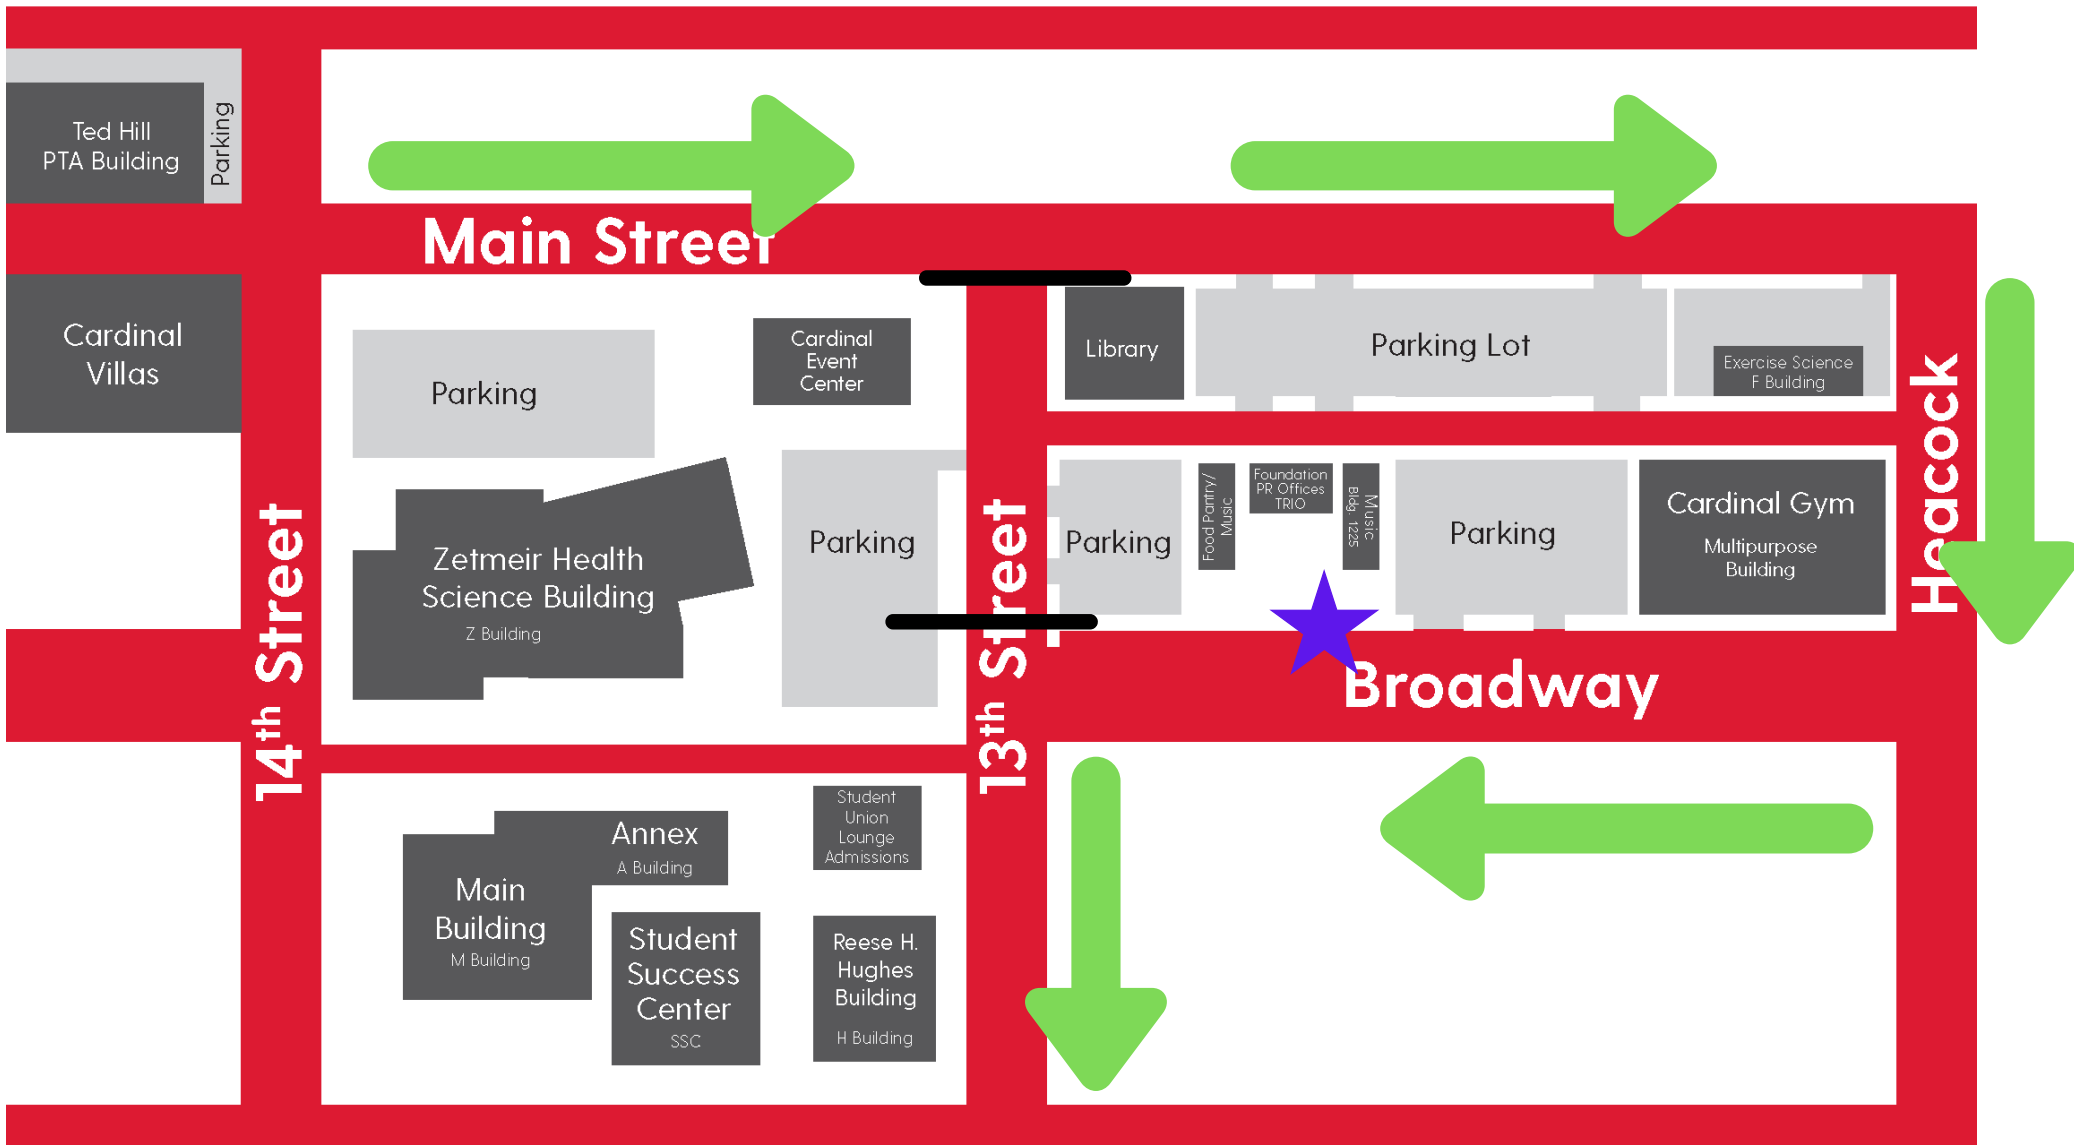 Ted Hill
PTA Building
Parking
Main Street
Cardinal
Villas
Parking
Cardinal
Event
Center
Library
Parking Lot
Exercise Science
F Building
Heacock
14th Street
Zetmeir Health
Science Building
Z Building
Parking
13th Street
Parking
Food Pantry/
Music
Foundation
PR Offices
TRIO
Music
Bldg. 1225
Parking
Cardinal Gym
Multipurpose
Building
Broadway
Annex
A Building
Main
Building
M Building
Student
Success
Center
SSC
Student
Union
Lounge
Admissions
Reese H.
Hughes
Building
H Building